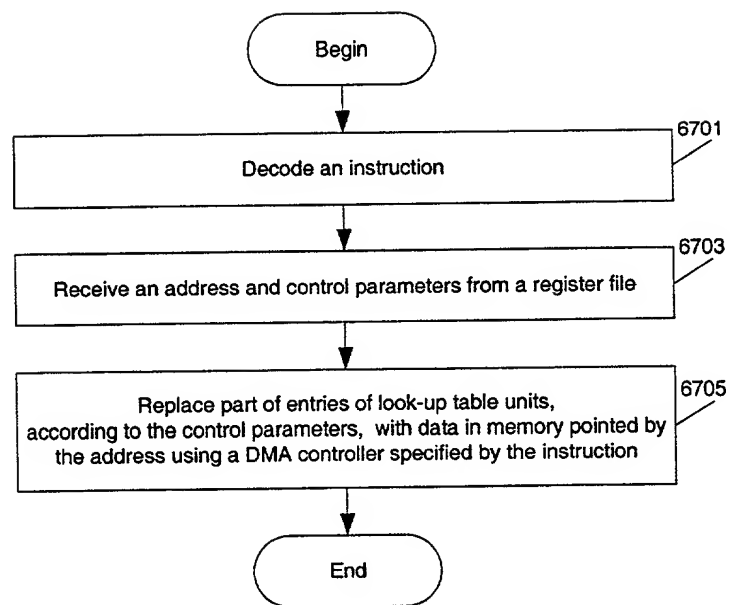 Begin
6701
Decode an instruction
6703
Receive an address and control parameters from a register file
6705
Replace part of entries of look-up table units,
according to the control parameters, with data in memory pointed by
the address using a DMA controller specified by the instruction
End